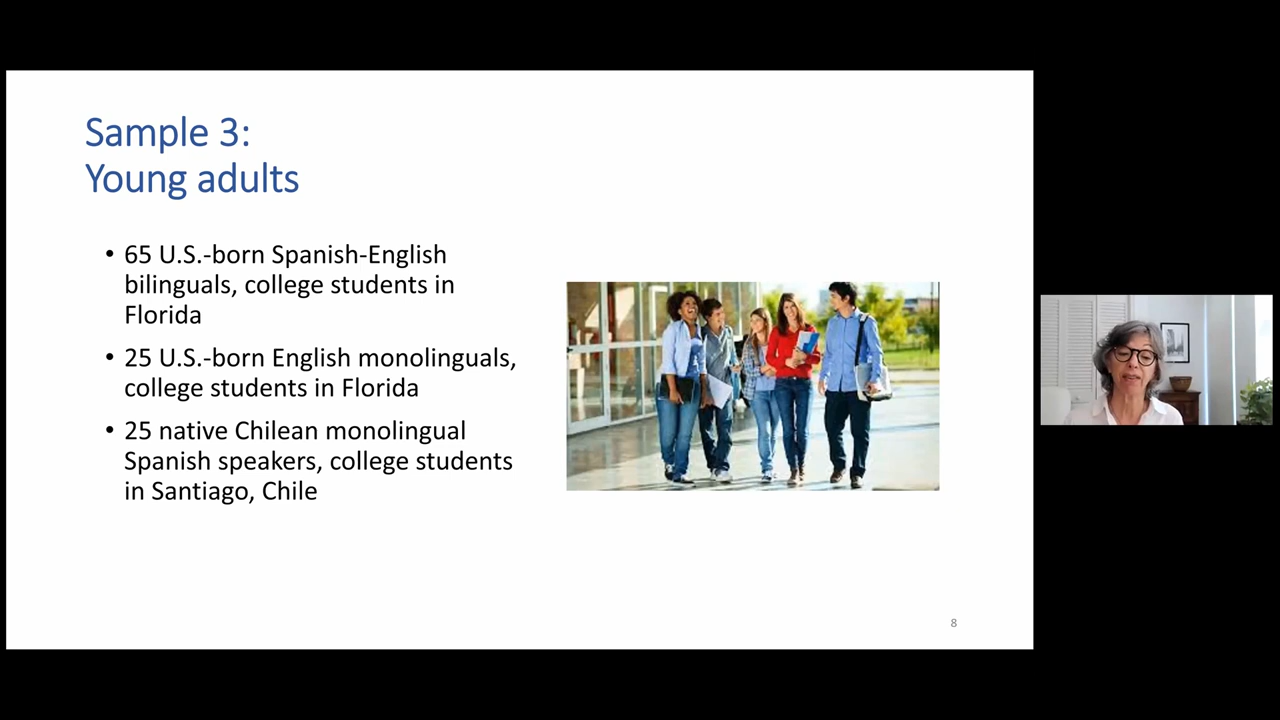 Sample 3:
Young adults
• 65 U.S.-born Spanish-English
bilinguals, college students in
Florida
• 25 U.S.-born English monolinguals,
college students in Florida
• 25 native Chilean monolingual
Spanish speakers, college students
in Santiago, Chile
8